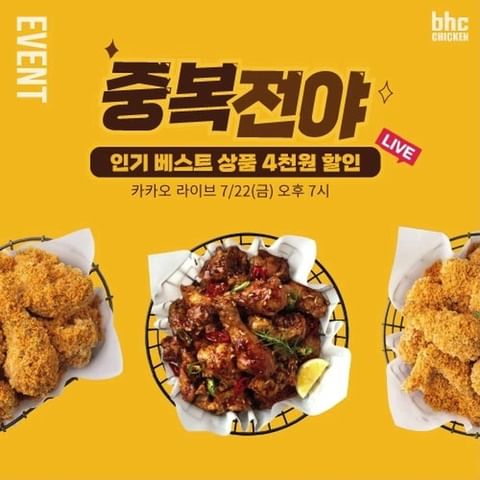 EVENT
bhc
CHICKEN
중복전야
LIVE
인기 베스트 상품 4천원 할인
카카오 라이브 7/22(금) 오후 7시